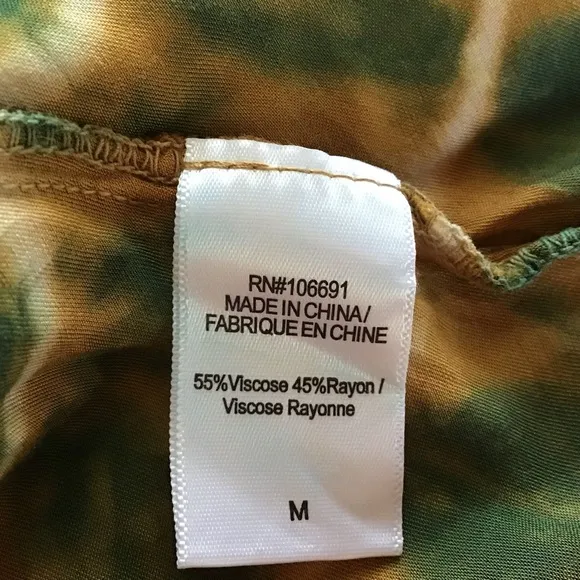 RN#106691
MADE IN CHINA/
FABRIQUE EN CHINE
55%Viscose 45%Rayon /
Viscose Rayonne
M